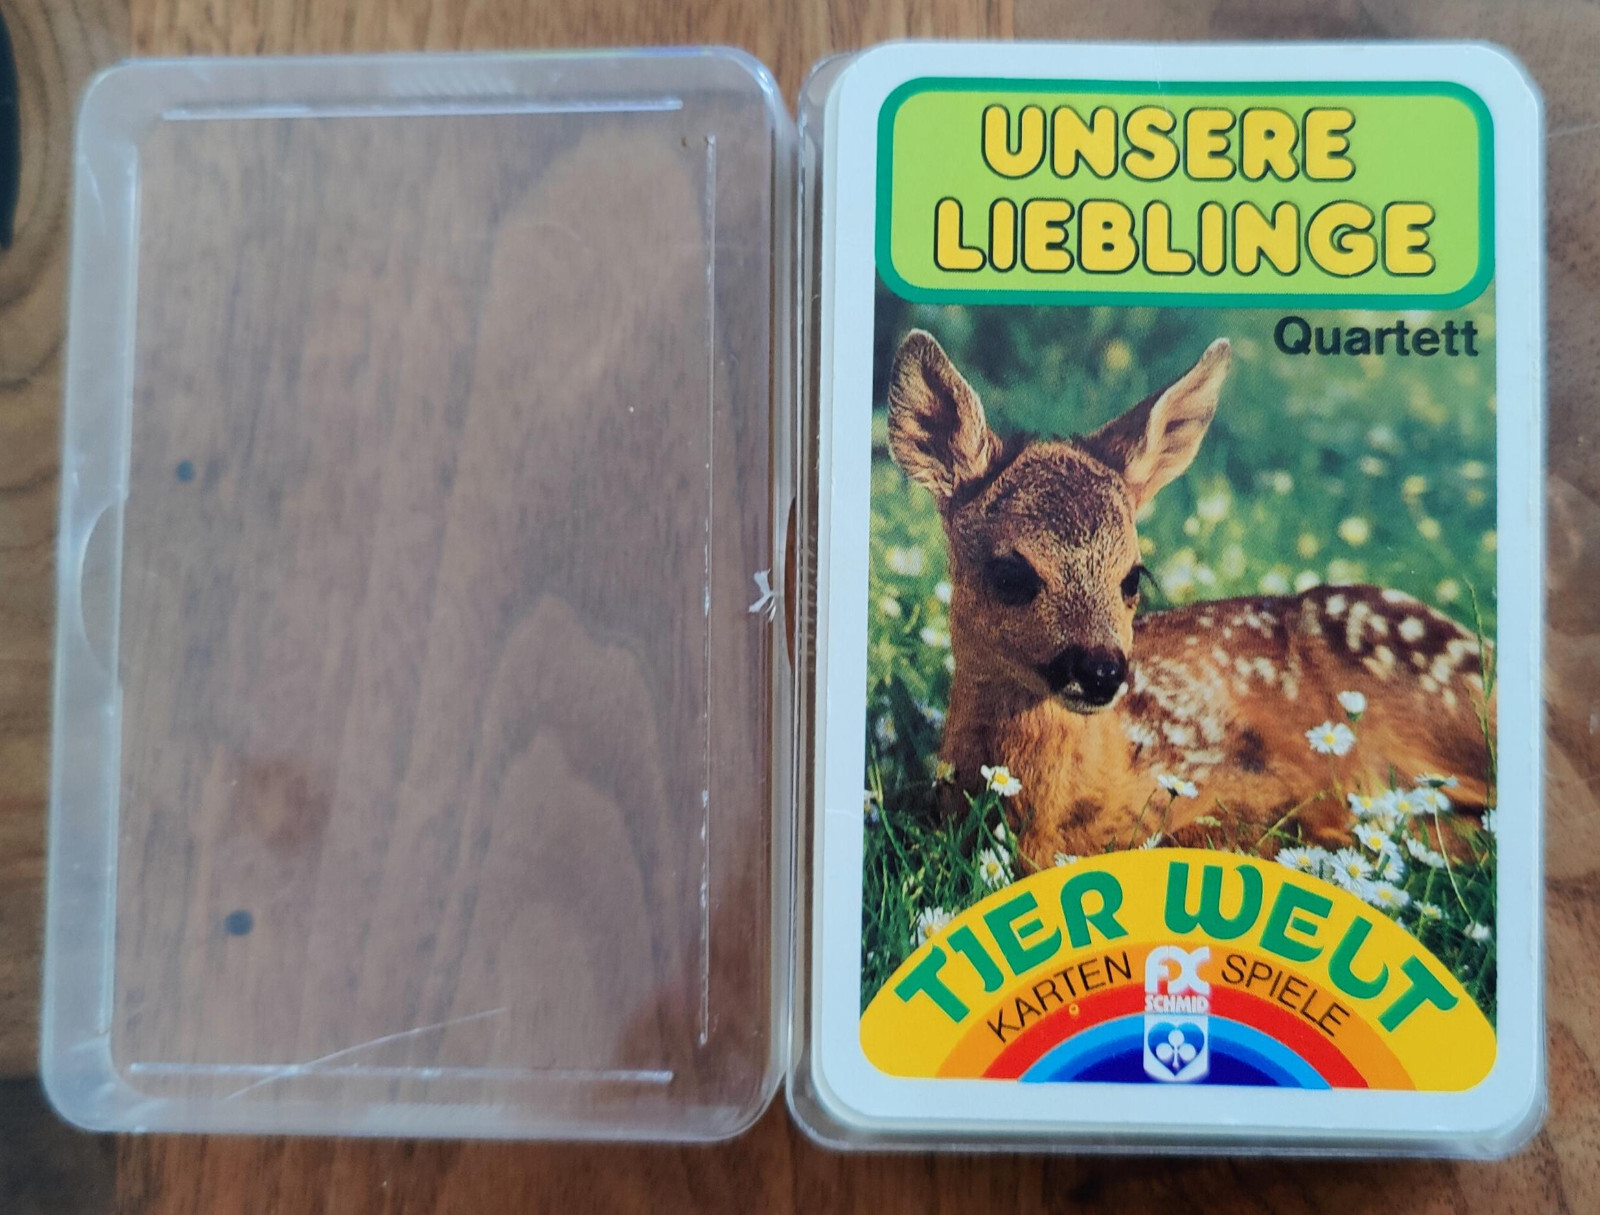 UNSERE
LIEBLINGE
Quartett
TIER WELT
KARTEN FX SPIELE
SCHMID